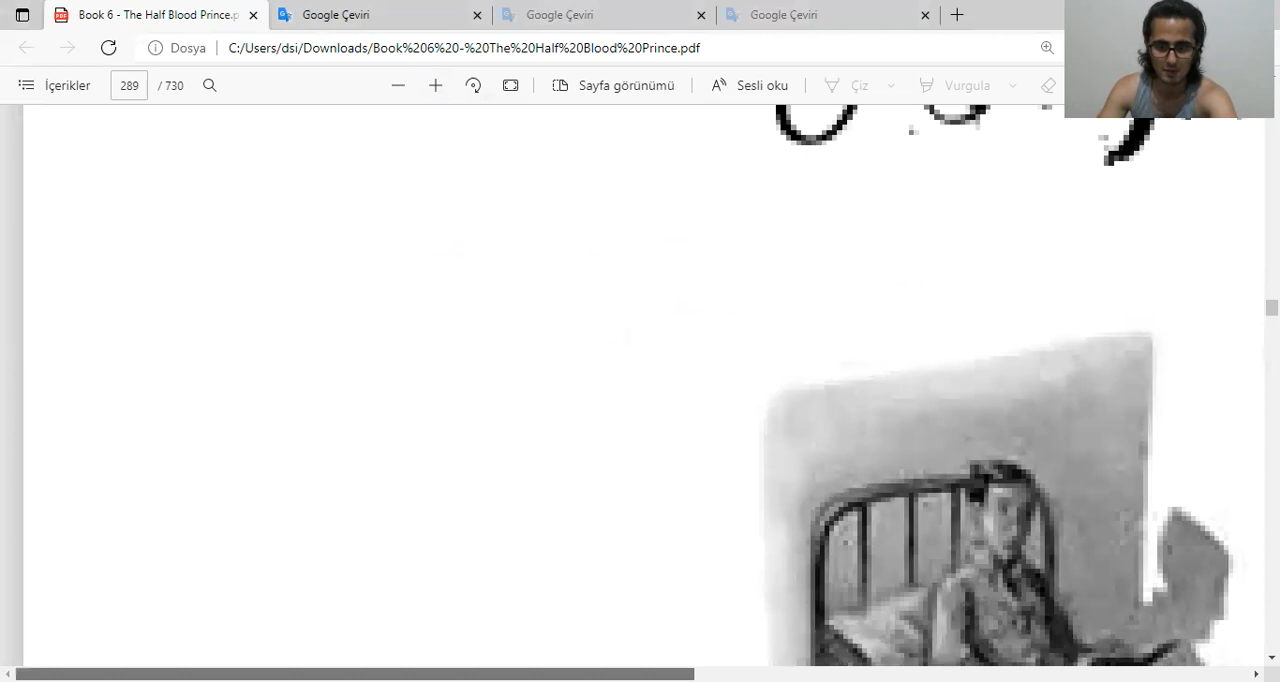 Book 6 - The Half Blood Prince.p
Google Çeviri
Google Çeviri
Google Çeviri
Dosya
C:/Users/dsi/Downloads/Book%206%20-%20The%20Half%20Blood%20Prince.pdf
İçerikler
289
/ 730
Sayfa görünümü
A
Sesli oku
Çiz
Vurgula